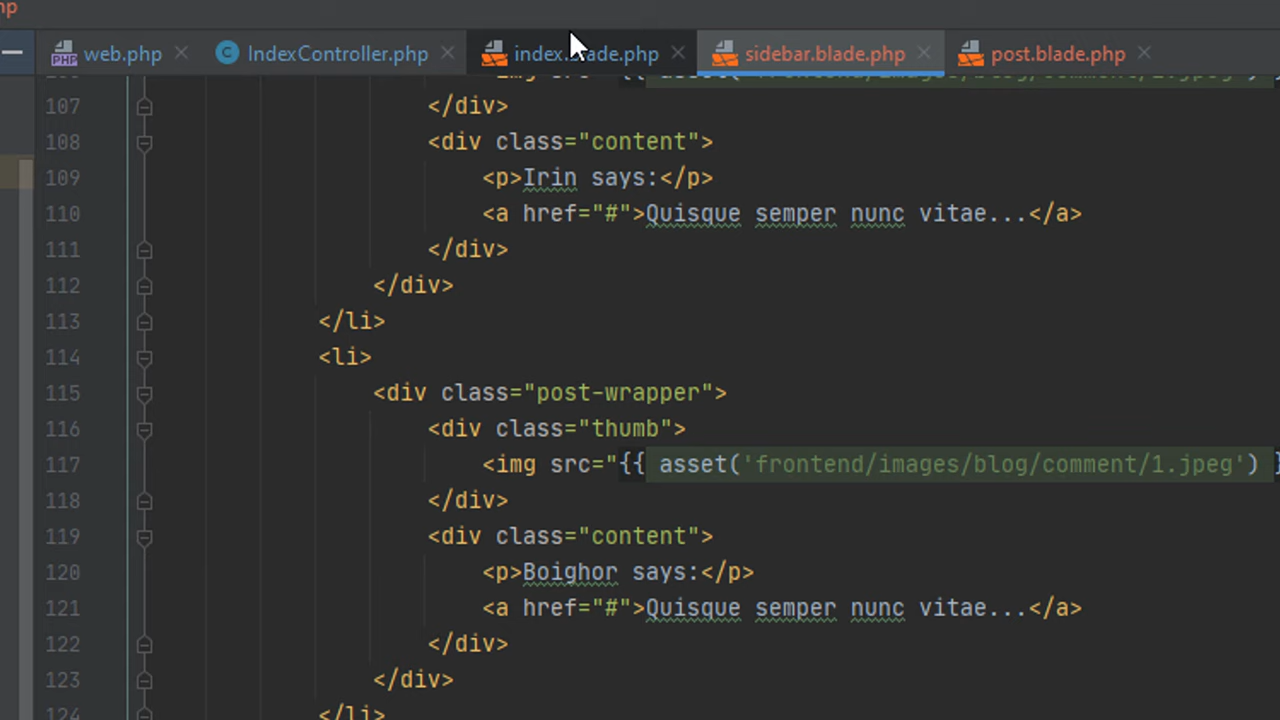 hp
web.php IndexController.php index.blade.php sidebar.blade.php post.blade.php
107 </div>
108 <div class="content">
109 <p>Irin says:</p>
110 <a href="#">Quisque semper nunc vitae...</a>
111 </div>
112 </div>
113 </li>
114 <li>
115 <div class="post-wrapper">
116 <div class="thumb">
117 <img src="{{ asset('frontend/images/blog/comment/1.jpeg') }
118 </div>
119 <div class="content">
120 <p>Boighor says:</p>
121 <a href="#">Quisque semper nunc vitae...</a>
122 </div>
123 </div>
124 </li>